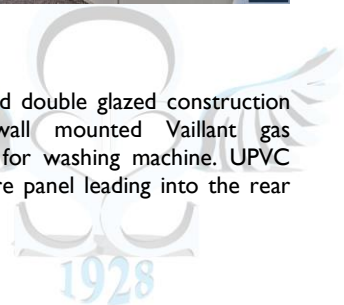 d double glazed construction
wall mounted Vaillant gas
for washing machine. UPVC
re panel leading into the rear
1928